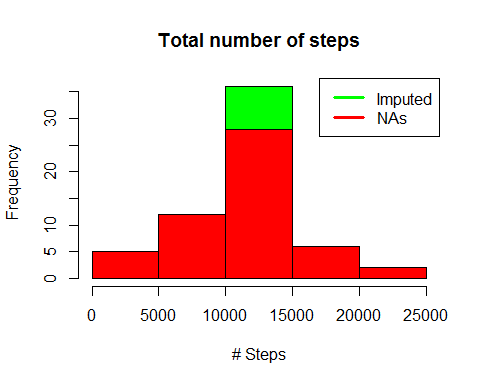 Total number of steps
Imputed
NAs
Frequency
30
20
10
5
0
0 5000 10000 15000 20000 25000
# Steps